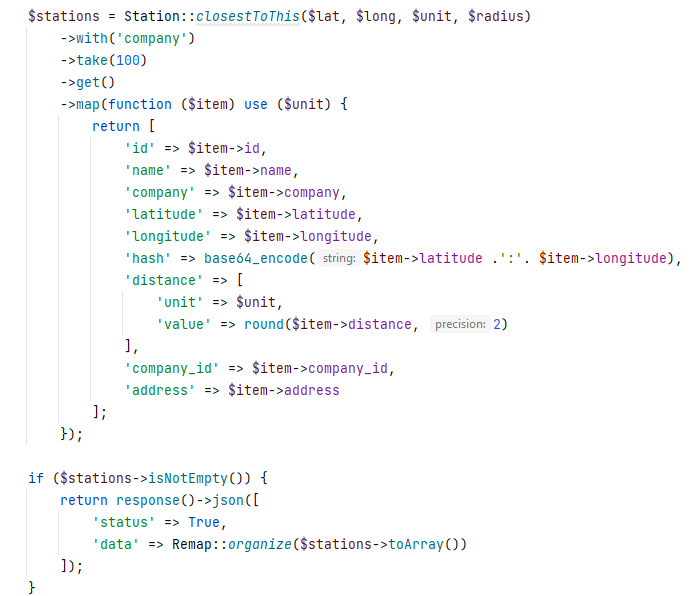 $stations = Station::closestToThis($lat, $long, $unit, $radius)
    ->with('company')
    ->take(100)
    ->get()
    ->map(function ($item) use ($unit) {
        return [
            'id' => $item->id,
            'name' => $item->name,
            'company' => $item->company,
            'latitude' => $item->latitude,
            'longitude' => $item->longitude,
            'hash' => base64_encode( string: $item->latitude .':'. $item->longitude),
            'distance' => [
                'unit' => $unit,
                'value' => round($item->distance, precision: 2)
            ],
            'company_id' => $item->company_id,
            'address' => $item->address
        ];
    });

if ($stations->isNotEmpty()) {
    return response()->json([
        'status' => True,
        'data' => Remap::organize($stations->toArray())
    ]);
}